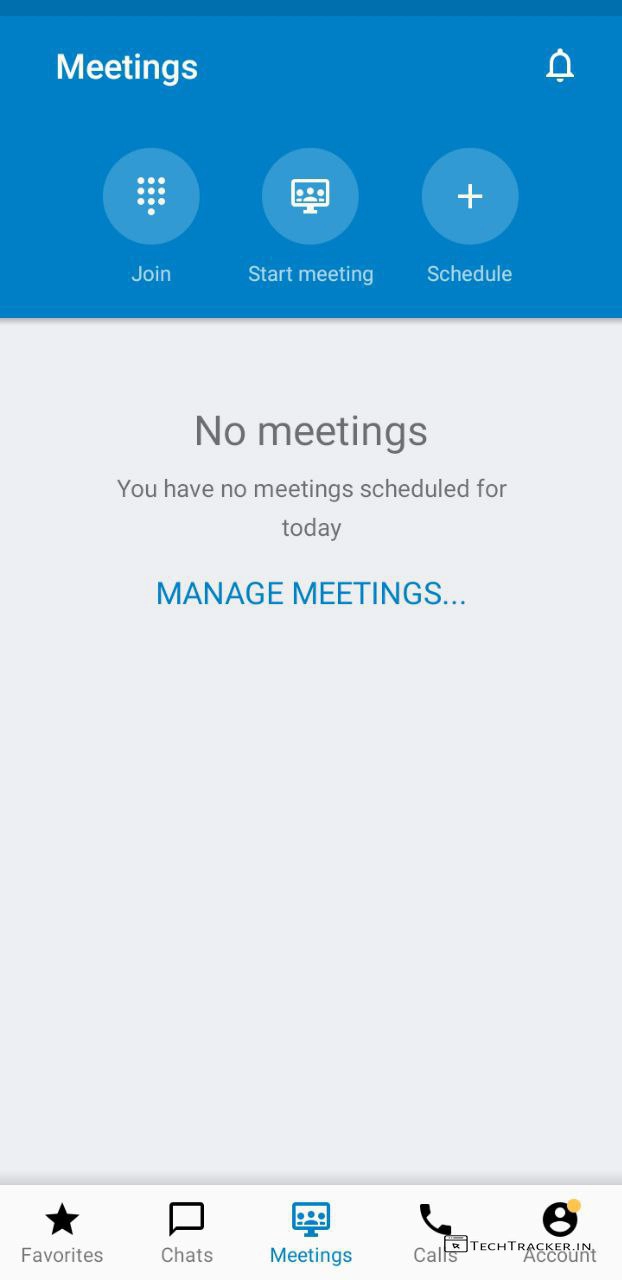 Meetings
Join
Start meeting
Schedule
No meetings
You have no meetings scheduled for
today
MANAGE MEETINGS...
Favorites
Chats
Meetings
Calls
Account
TECHTRACKER.IN